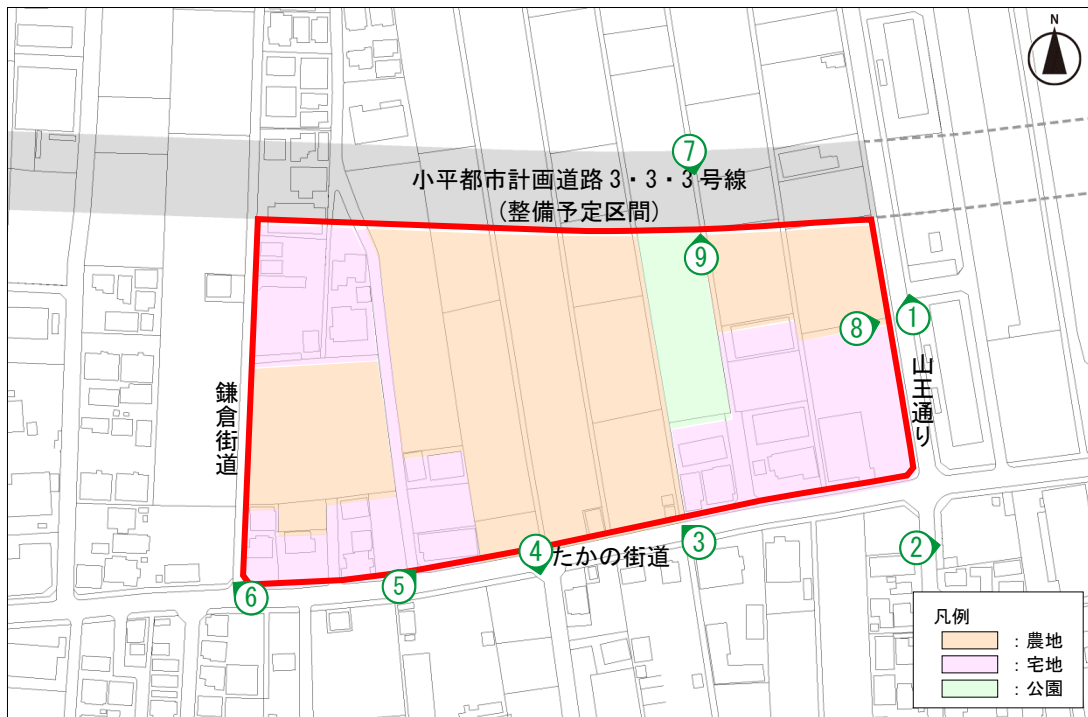 N
⑦
小平都市計画道路3・3・3号線
(整備予定区間)
⑨
⑧
①
山王通り
鎌倉街道
②
③
④
たかの街道
⑤
⑥
凡例
：農地
：宅地
：公園